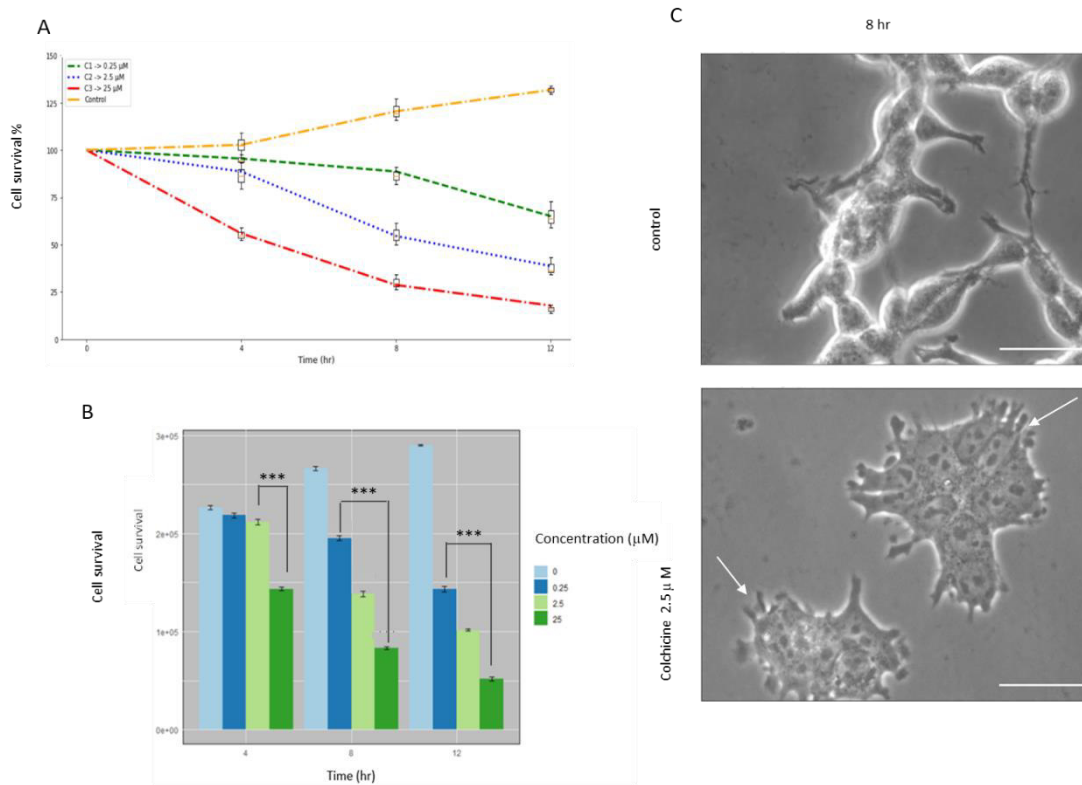 A
Cell survival %
150
125
100
75
50
25
0
C1 -> 0.25 µM
C2 -> 2.5 µM
C3 -> 25 µM
Control
0 4 8 12
Time (hr)
B
Cell survival
Cell survival
3e+05
2e+05
1e+05
0e+00
***
***
***
4 8 12
Time (hr)
Concentration (µM)
0
0.25
2.5
25
C
8 hr
control
Colchicine 2.5 µ M